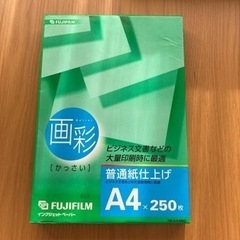 FUJIFILM
画彩
[かっさい]
ビジネス文書などの
大量印刷時に最適
普通紙仕上げ
A4×250枚
FUJIFILM
インクジェットペーパー